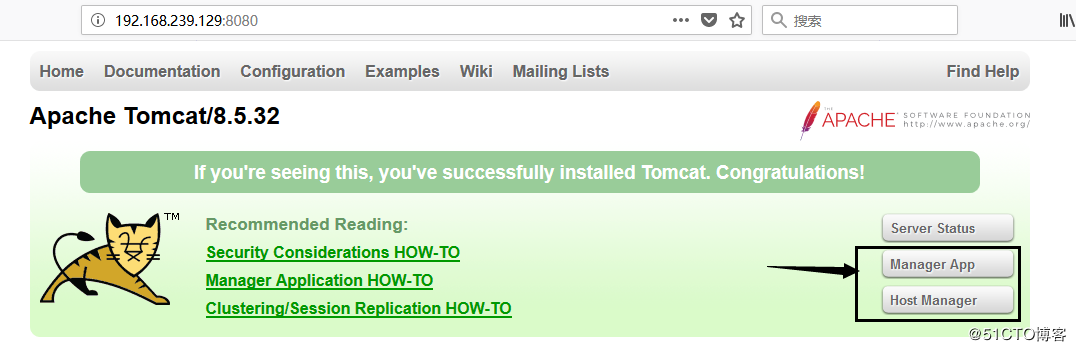 192.168.239.129:8080
搜索
Home Documentation Configuration Examples Wiki Mailing Lists Find Help
Apache Tomcat/8.5.32
THE APACHE® SOFTWARE FOUNDATION
http://www.apache.org/
If you're seeing this, you've successfully installed Tomcat. Congratulations!
TM
Recommended Reading:
Security Considerations HOW-TO
Manager Application HOW-TO
Clustering/Session Replication HOW-TO
Server Status
Manager App
Host Manager
@51CTO博客